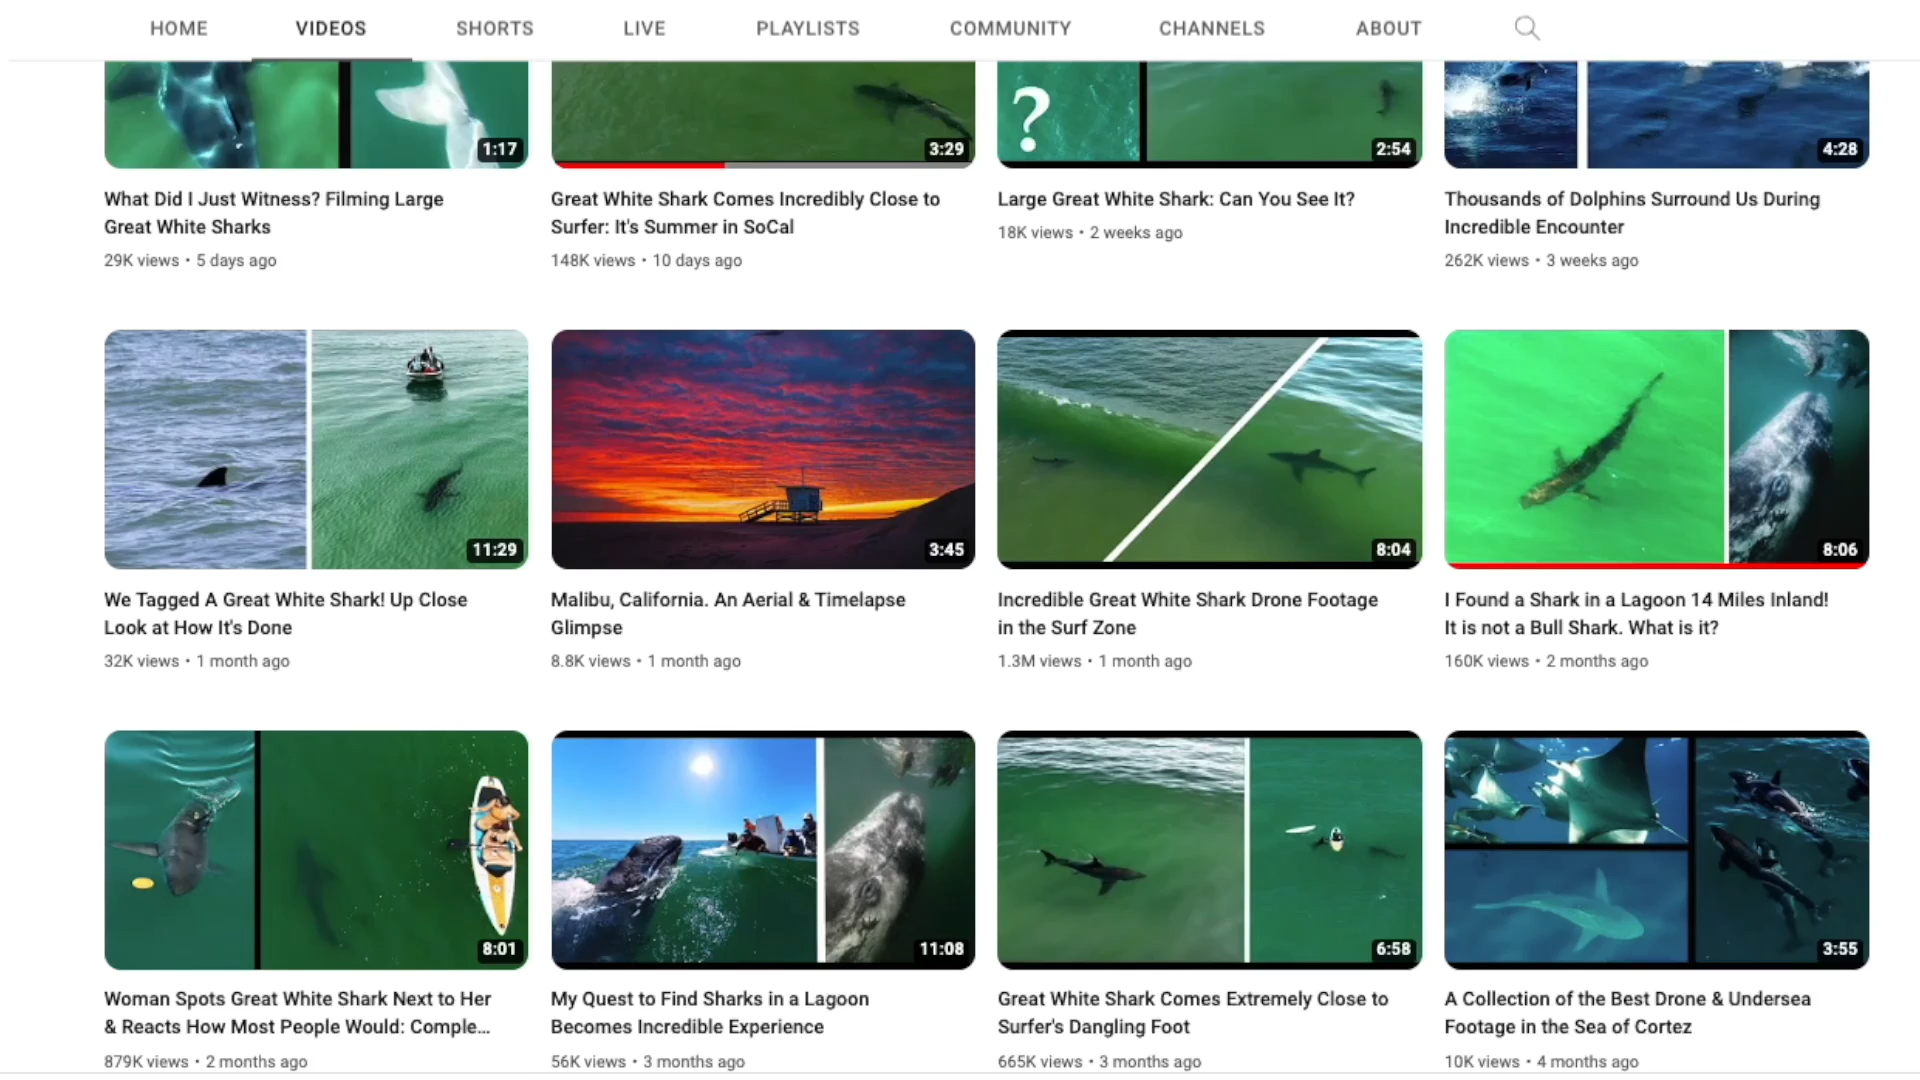 HOME VIDEOS SHORTS LIVE PLAYLISTS COMMUNITY CHANNELS ABOUT
?
1:17
3:29
2:54
4:28
What Did I Just Witness? Filming Large
Great White Sharks
29K views • 5 days ago
Great White Shark Comes Incredibly Close to
Surfer: It's Summer in SoCal
148K views • 10 days ago
Large Great White Shark: Can You See It?
18K views • 2 weeks ago
Thousands of Dolphins Surround Us During
Incredible Encounter
262K views • 3 weeks ago
11:29
3:45
8:04
8:06
We Tagged A Great White Shark! Up Close
Look at How It's Done
32K views • 1 month ago
Malibu, California. An Aerial & Timelapse
Glimpse
8.8K views • 1 month ago
Incredible Great White Shark Drone Footage
in the Surf Zone
1.3M views • 1 month ago
I Found a Shark in a Lagoon 14 Miles Inland!
It is not a Bull Shark. What is it?
160K views • 2 months ago
8:01
11:08
6:58
3:55
Woman Spots Great White Shark Next to Her
& Reacts How Most People Would: Comple...
879K views • 2 months ago
My Quest to Find Sharks in a Lagoon
Becomes Incredible Experience
56K views • 3 months ago
Great White Shark Comes Extremely Close to
Surfer's Dangling Foot
665K views • 3 months ago
A Collection of the Best Drone & Undersea
Footage in the Sea of Cortez
10K views • 4 months ago